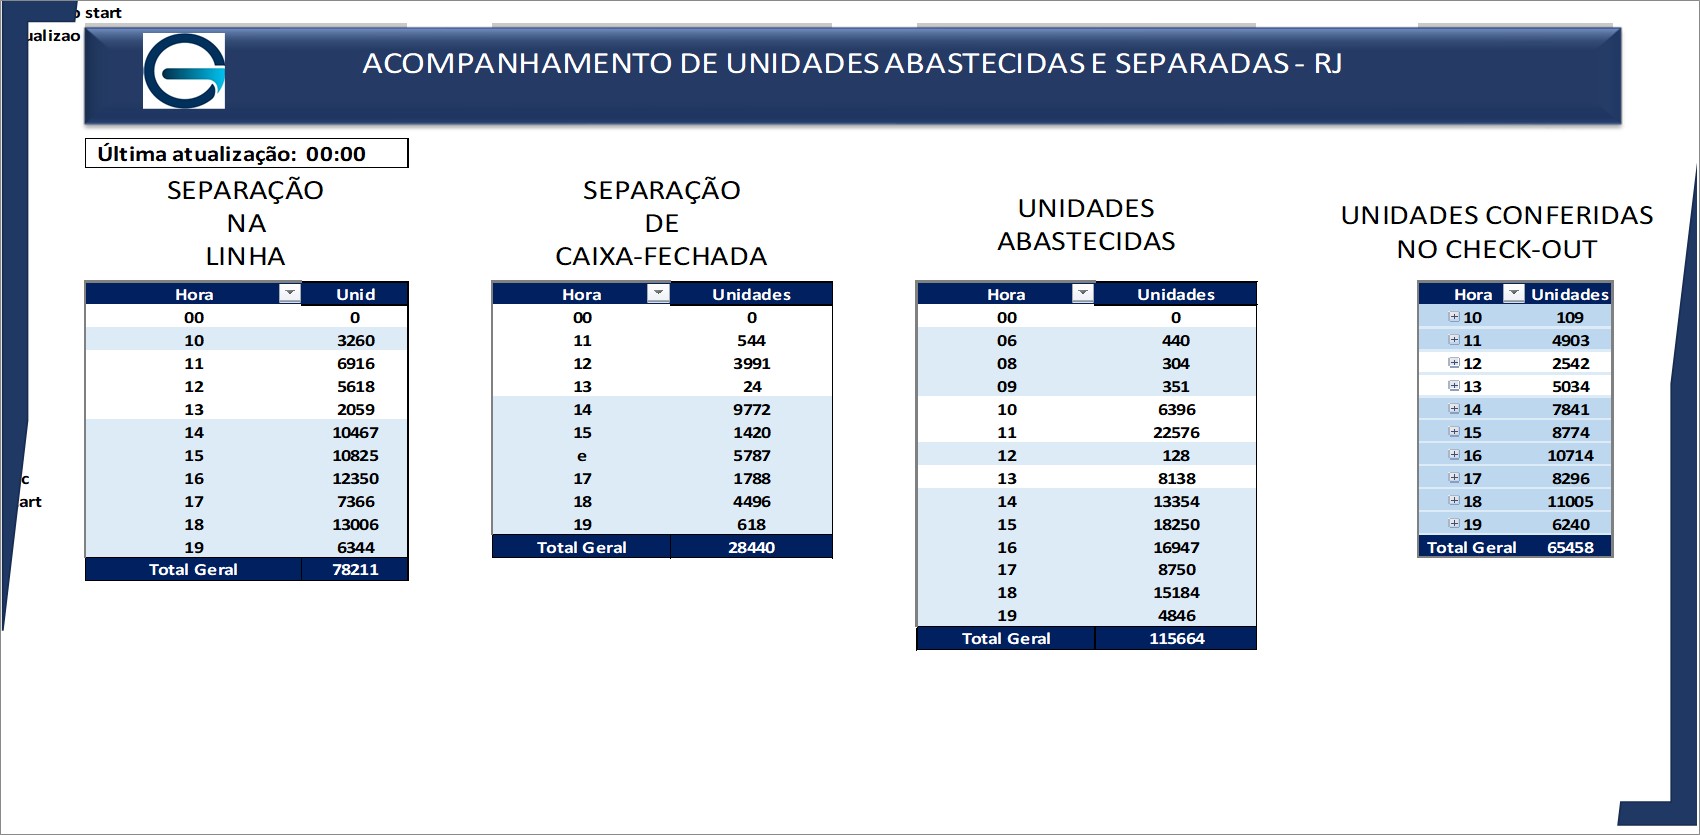 start
ualizao
ACOMPANHAMENTO DE UNIDADES ABASTECIDAS E SEPARADAS - RJ
Última atualização: 00:00
SEPARAÇÃO
NA
LINHA
Hora Unid
00 0
10 3260
11 6916
12 5618
13 2059
14 10467
15 10825
16 12350
17 7366
18 13006
19 6344
Total Geral 78211
SEPARAÇÃO
DE
CAIXA-FECHADA
Hora Unidades
00 0
11 544
12 3991
13 24
14 9772
15 1420
e 5787
17 1788
18 4496
19 618
Total Geral 28440
UNIDADES
ABASTECIDAS
Hora Unidades
00 0
06 440
08 304
09 351
10 6396
11 22576
12 128
13 8138
14 13354
15 18250
16 16947
17 8750
18 15184
19 4846
Total Geral 115664
UNIDADES CONFERIDAS
NO CHECK-OUT
Hora Unidades
10 109
11 4903
12 2542
13 5034
14 7841
15 8774
16 10714
17 8296
18 11005
19 6240
Total Geral 65458
c
art